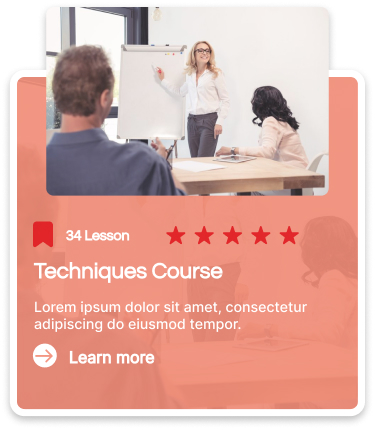 34 Lesson
Techniques Course
Lorem ipsum dolor sit amet, consectetur
adipiscing do eiusmod tempor.
Learn more